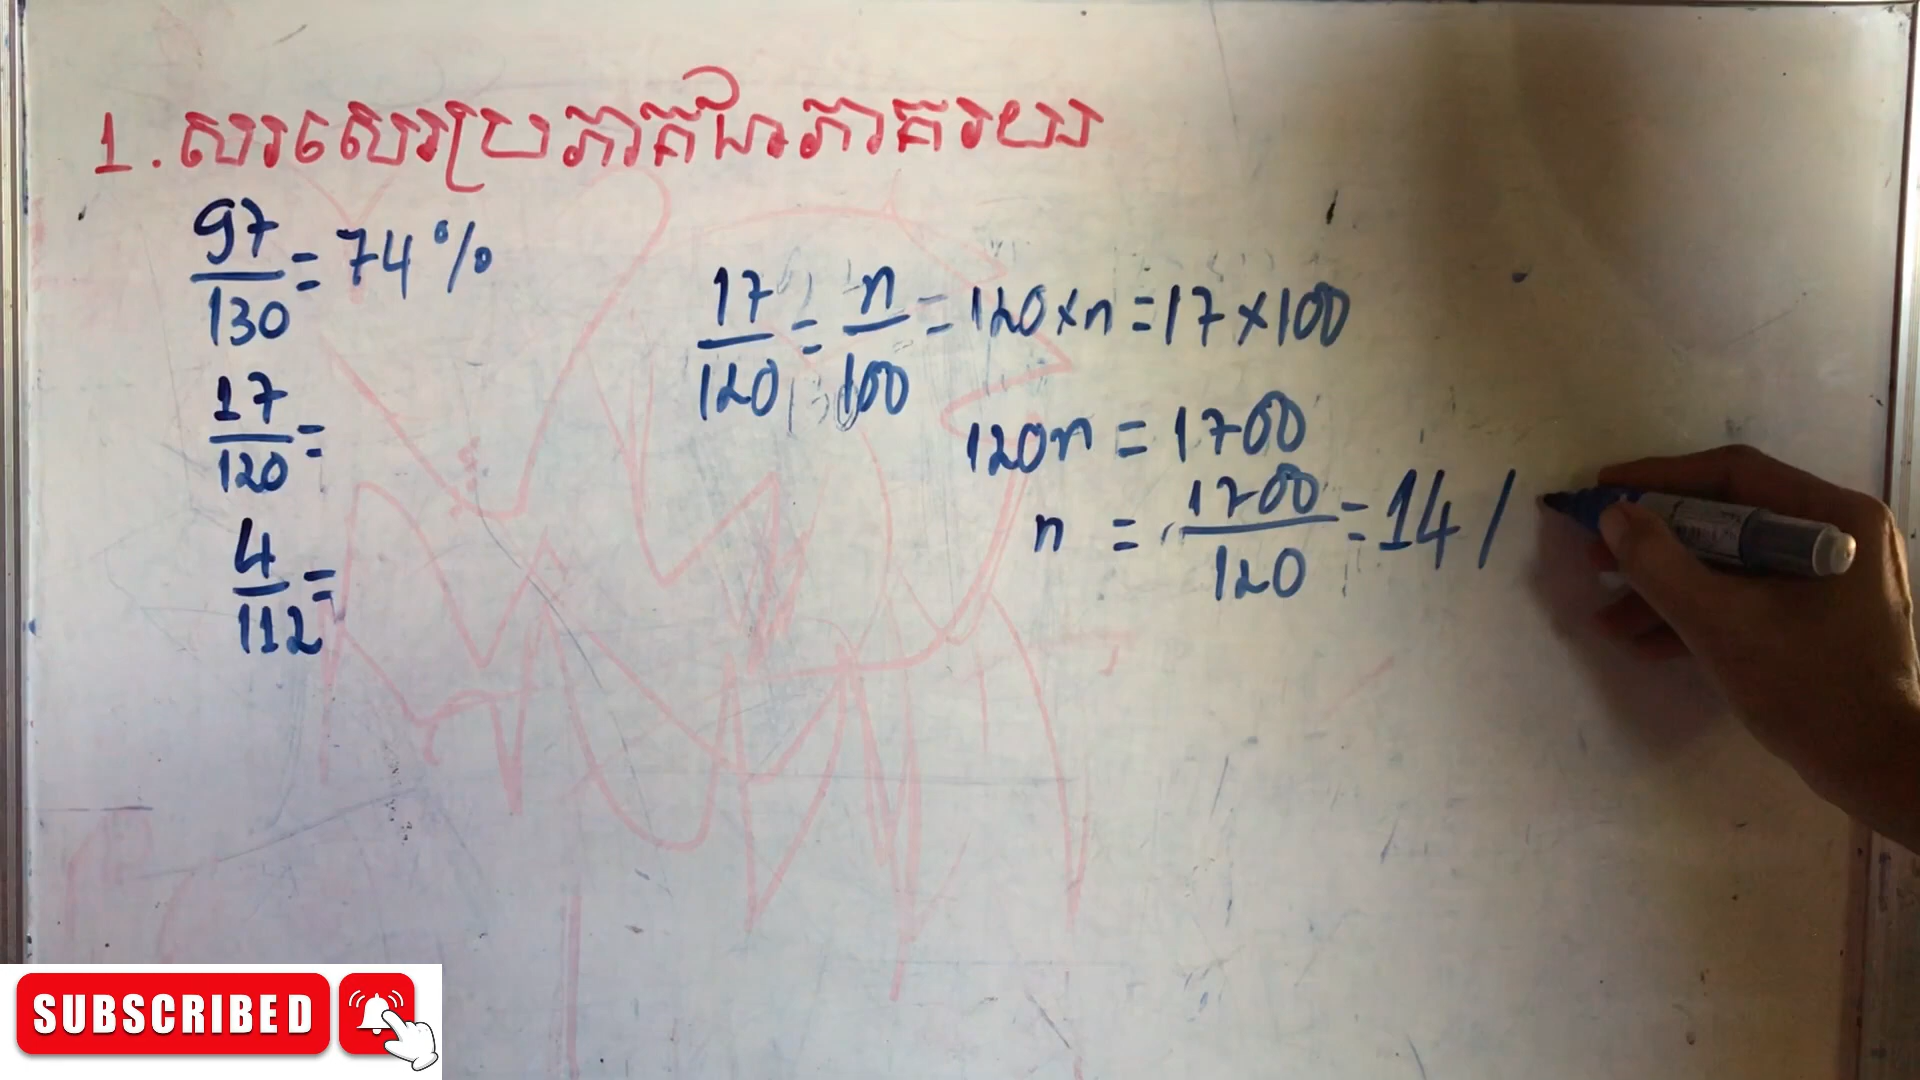 1. សរសេរប្រភាគជាភាគរយ
97/130 = 74%
17/120 =
4/112 =
17/120 = n/100 = 120×n = 17×100
120n = 1700
n = 1700/120 = 14 /
SUBSCRIBED